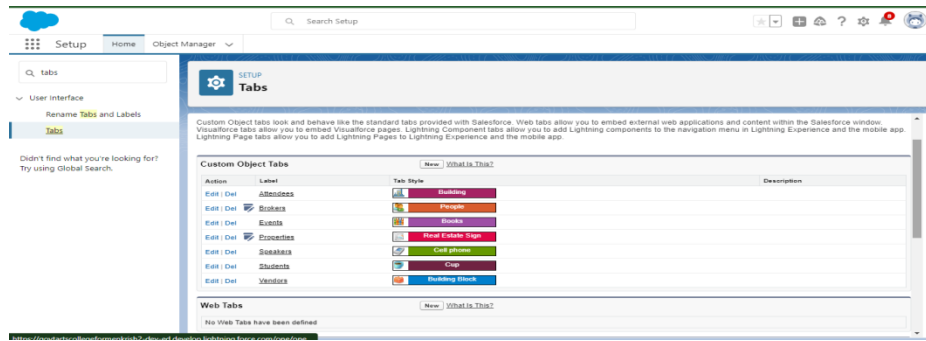 Search Setup
Setup Home Object Manager
tabs
SETUP
Tabs
User Interface
Rename Tabs and Labels
Tabs
Didn't find what you're looking for?
Try using Global Search.
Custom Object tabs look and behave like the standard tabs provided with Salesforce. Web tabs allow you to embed external web applications and content within the Salesforce window.
Visualforce tabs allow you to embed Visualforce pages. Lightning Component tabs allow you to add Lightning components to the navigation menu in Lightning Experience and the mobile app.
Lightning Page tabs allow you to add Lightning Pages to Lightning Experience and the mobile app.
Custom Object Tabs New What Is This?
Action Label Tab Style Description
Edit | Del Attendees Building
Edit | Del Brokers People
Edit | Del Events Books
Edit | Del Properties Real Estate Sign
Edit | Del Speakers Cell phone
Edit | Del Students Cup
Edit | Del Vendors Building Block
Web Tabs New What Is This?
No Web Tabs have been defined